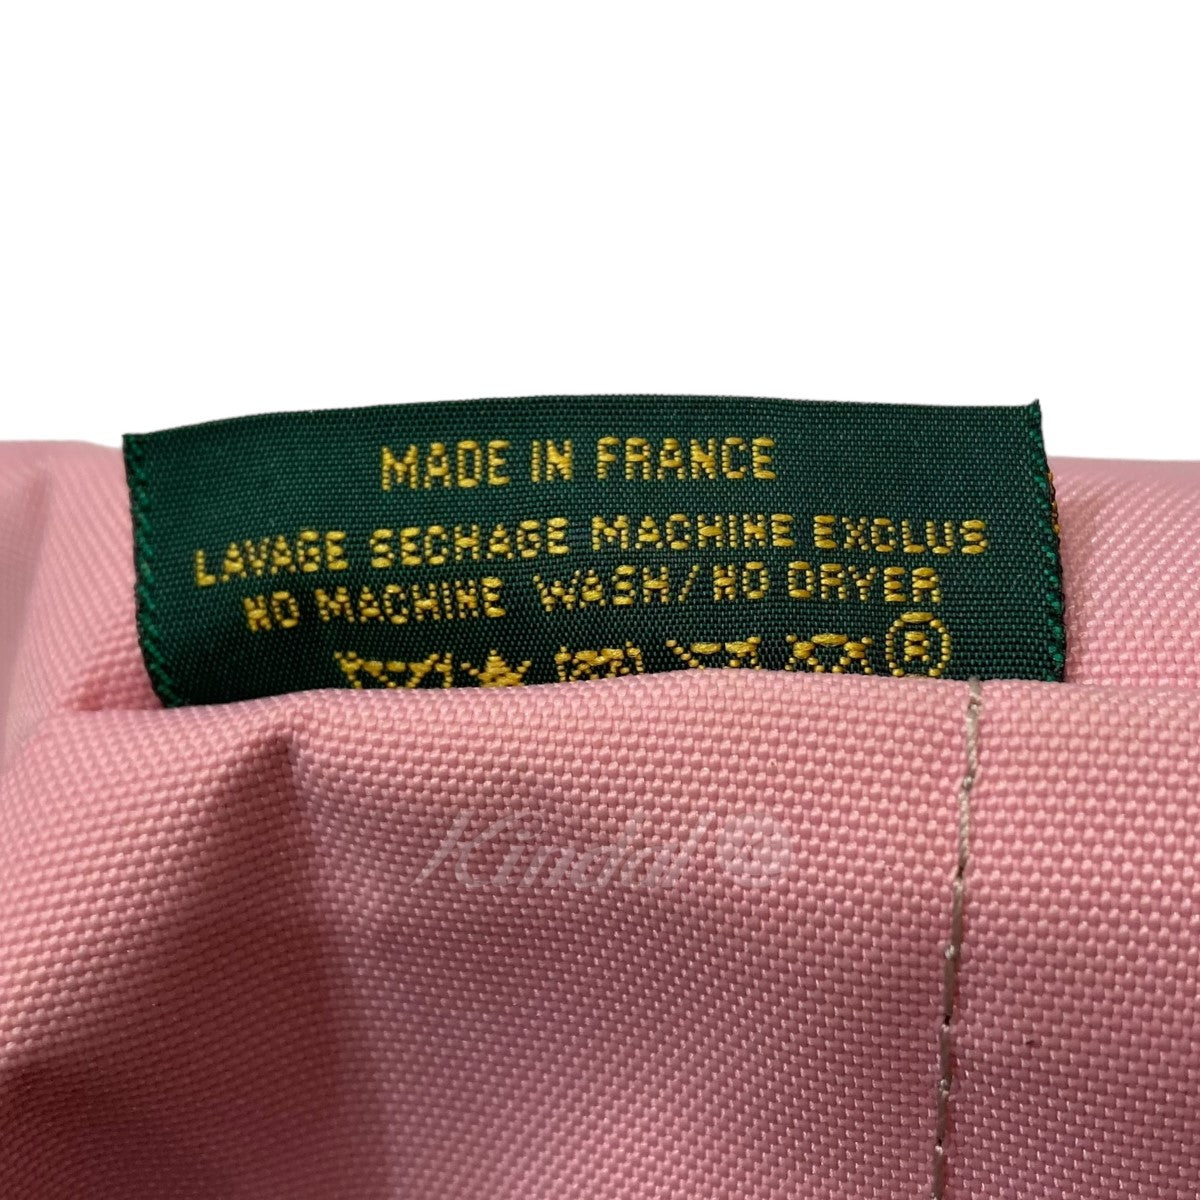 MADE IN FRANCE
LAVAGE SECHAGE MACHINE EXCLUS
NO MACHINE WASH/NO DRYER
®
Kindal